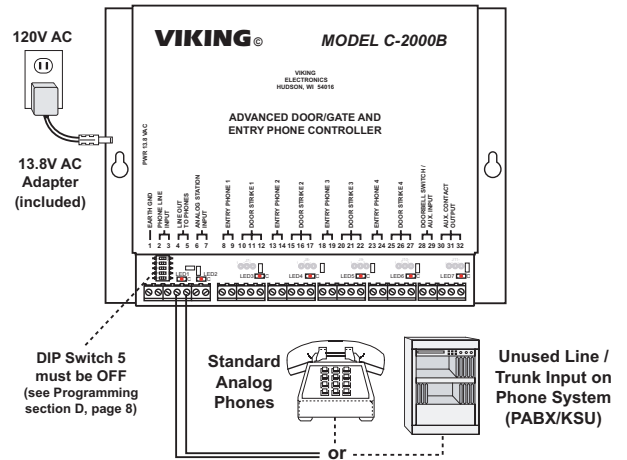 120V AC
VIKING©
MODEL C-2000B
VIKING
ELECTRONICS
HUDSON, WI 54016
ADVANCED DOOR/GATE AND
ENTRY PHONE CONTROLLER
PWR 13.8 VAC
13.8V AC
Adapter
(included)
EARTH GND
PHONE LINE
INPUT
LINE OUT
TO PHONES
ANALOG STATION
INPUT
ENTRY PHONE 1
DOOR STRIKE 1
ENTRY PHONE 2
DOOR STRIKE 2
ENTRY PHONE 3
DOOR STRIKE 3
ENTRY PHONE 4
DOOR STRIKE 4
DOORBELL SWITCH /
AUX. INPUT
AUX. CONTACT
OUTPUT
1 2 3 4 5 6 7 8 9 10 11 12 13 14 15 16 17 18 19 20 21 22 23 24 25 26 27 28 29 30 31 32
LED1 LED2 LED3 LED4 LED5 LED6 LED7
DIP Switch 5
must be OFF
(see Programming
section D, page 8)
Standard
Analog
Phones
or
Unused Line /
Trunk Input on
Phone System
(PABX/KSU)